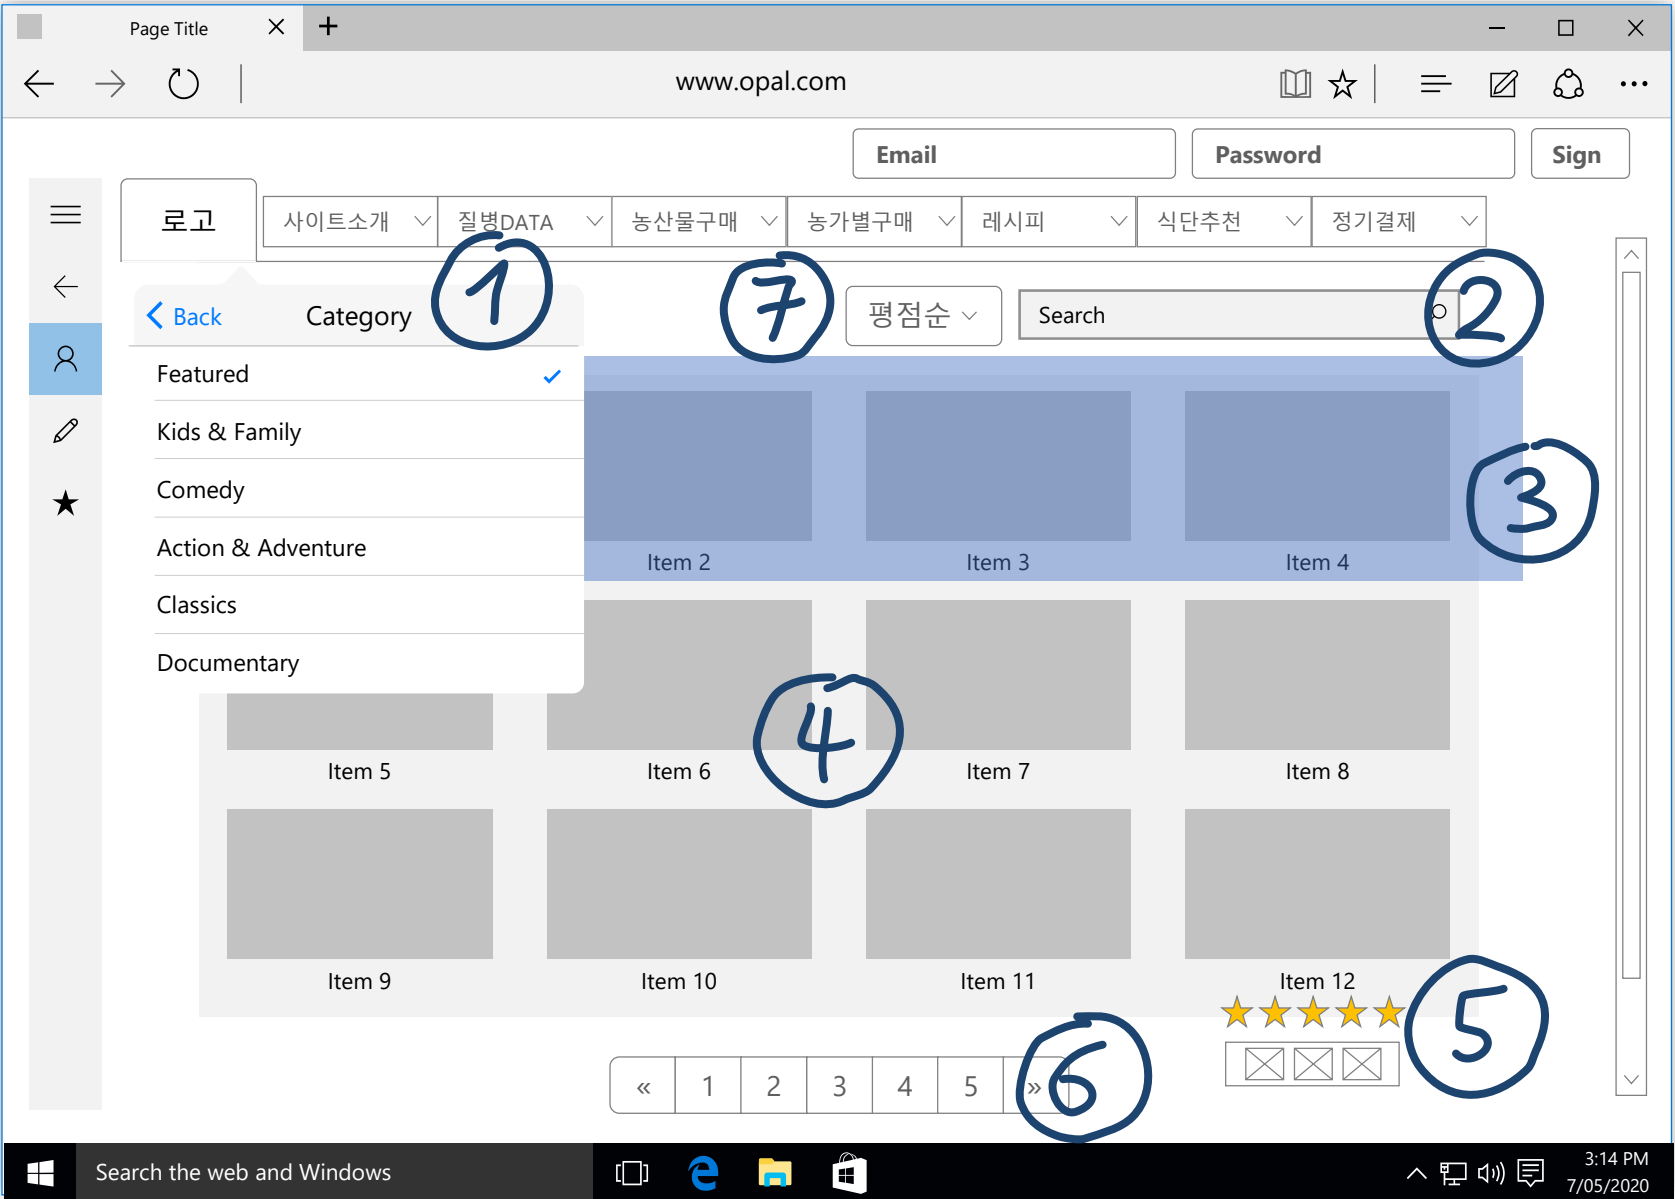 Page Title
www.opal.com
Email Password Sign
로고 사이트소개 질병DATA 농산물구매 농가별구매 레시피 식단추천 정기결제
1 7 2
Back Category 평점순 Search
Featured
Kids & Family
Comedy
3
Action & Adventure
Item 2 Item 3 Item 4
Classics
Documentary
4
Item 5 Item 6 Item 7 Item 8
Item 9 Item 10 Item 11 Item 12
5
« 1 2 3 4 5 »
6
Search the web and Windows
3:14 PM
7/05/2020